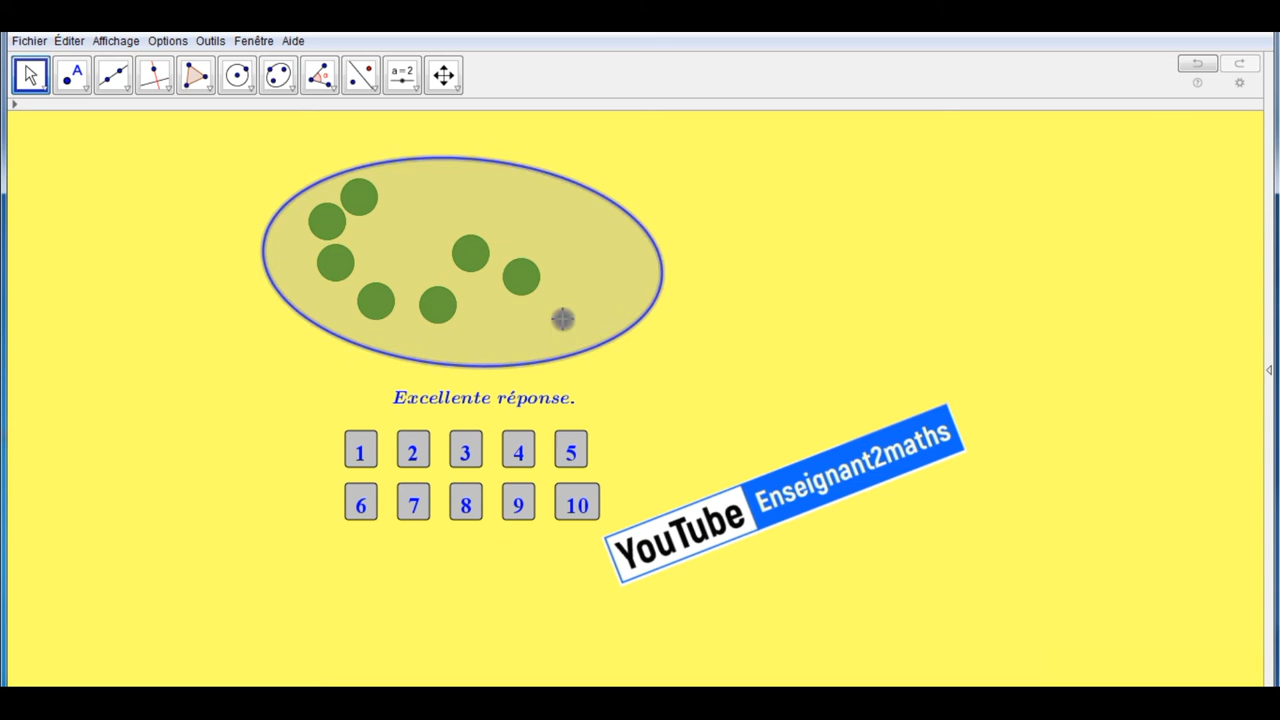 Fichier Éditer Affichage Options Outils Fenêtre Aide
A
a=2
Excellente réponse.
1 2 3 4 5
6 7 8 9 10
YouTube Enseignant2maths